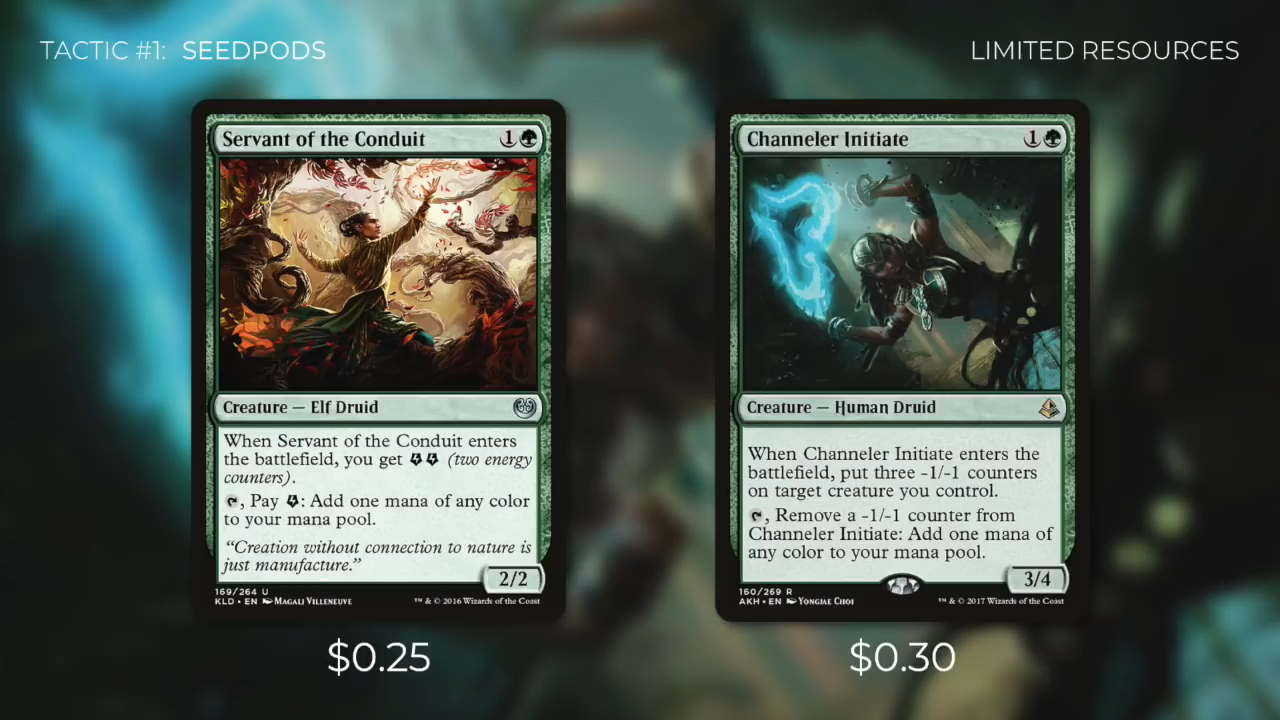 TACTIC #1: SEEDPODS
LIMITED RESOURCES
Servant of the Conduit 1
Creature — Elf Druid
When Servant of the Conduit enters
the battlefield, you get (two energy
counters).
, Pay : Add one mana of any color
to your mana pool.
“Creation without connection to nature is
just manufacture.”
2/2
169/264 U
KLD • EN Magali Villeneuve
™ & © 2016 Wizards of the Coast
$0.25
Channeler Initiate 1
Creature — Human Druid
When Channeler Initiate enters the
battlefield, put three -1/-1 counters
on target creature you control.
, Remove a -1/-1 counter from
Channeler Initiate: Add one mana of
any color to your mana pool.
3/4
160/269 R
AKH • EN Yongjae Choi
™ & © 2017 Wizards of the Coast
$0.30